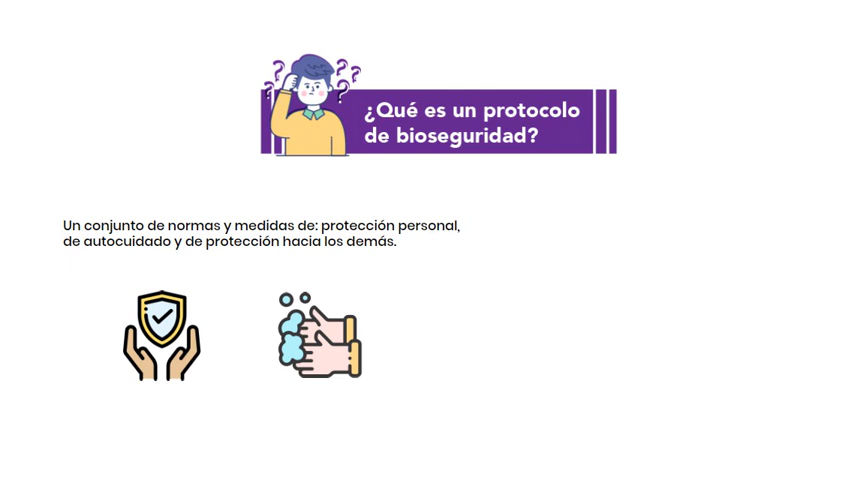 ¿Qué es un protocolo
de bioseguridad?
Un conjunto de normas y medidas de: protección personal,
de autocuidado y de protección hacia los demás.